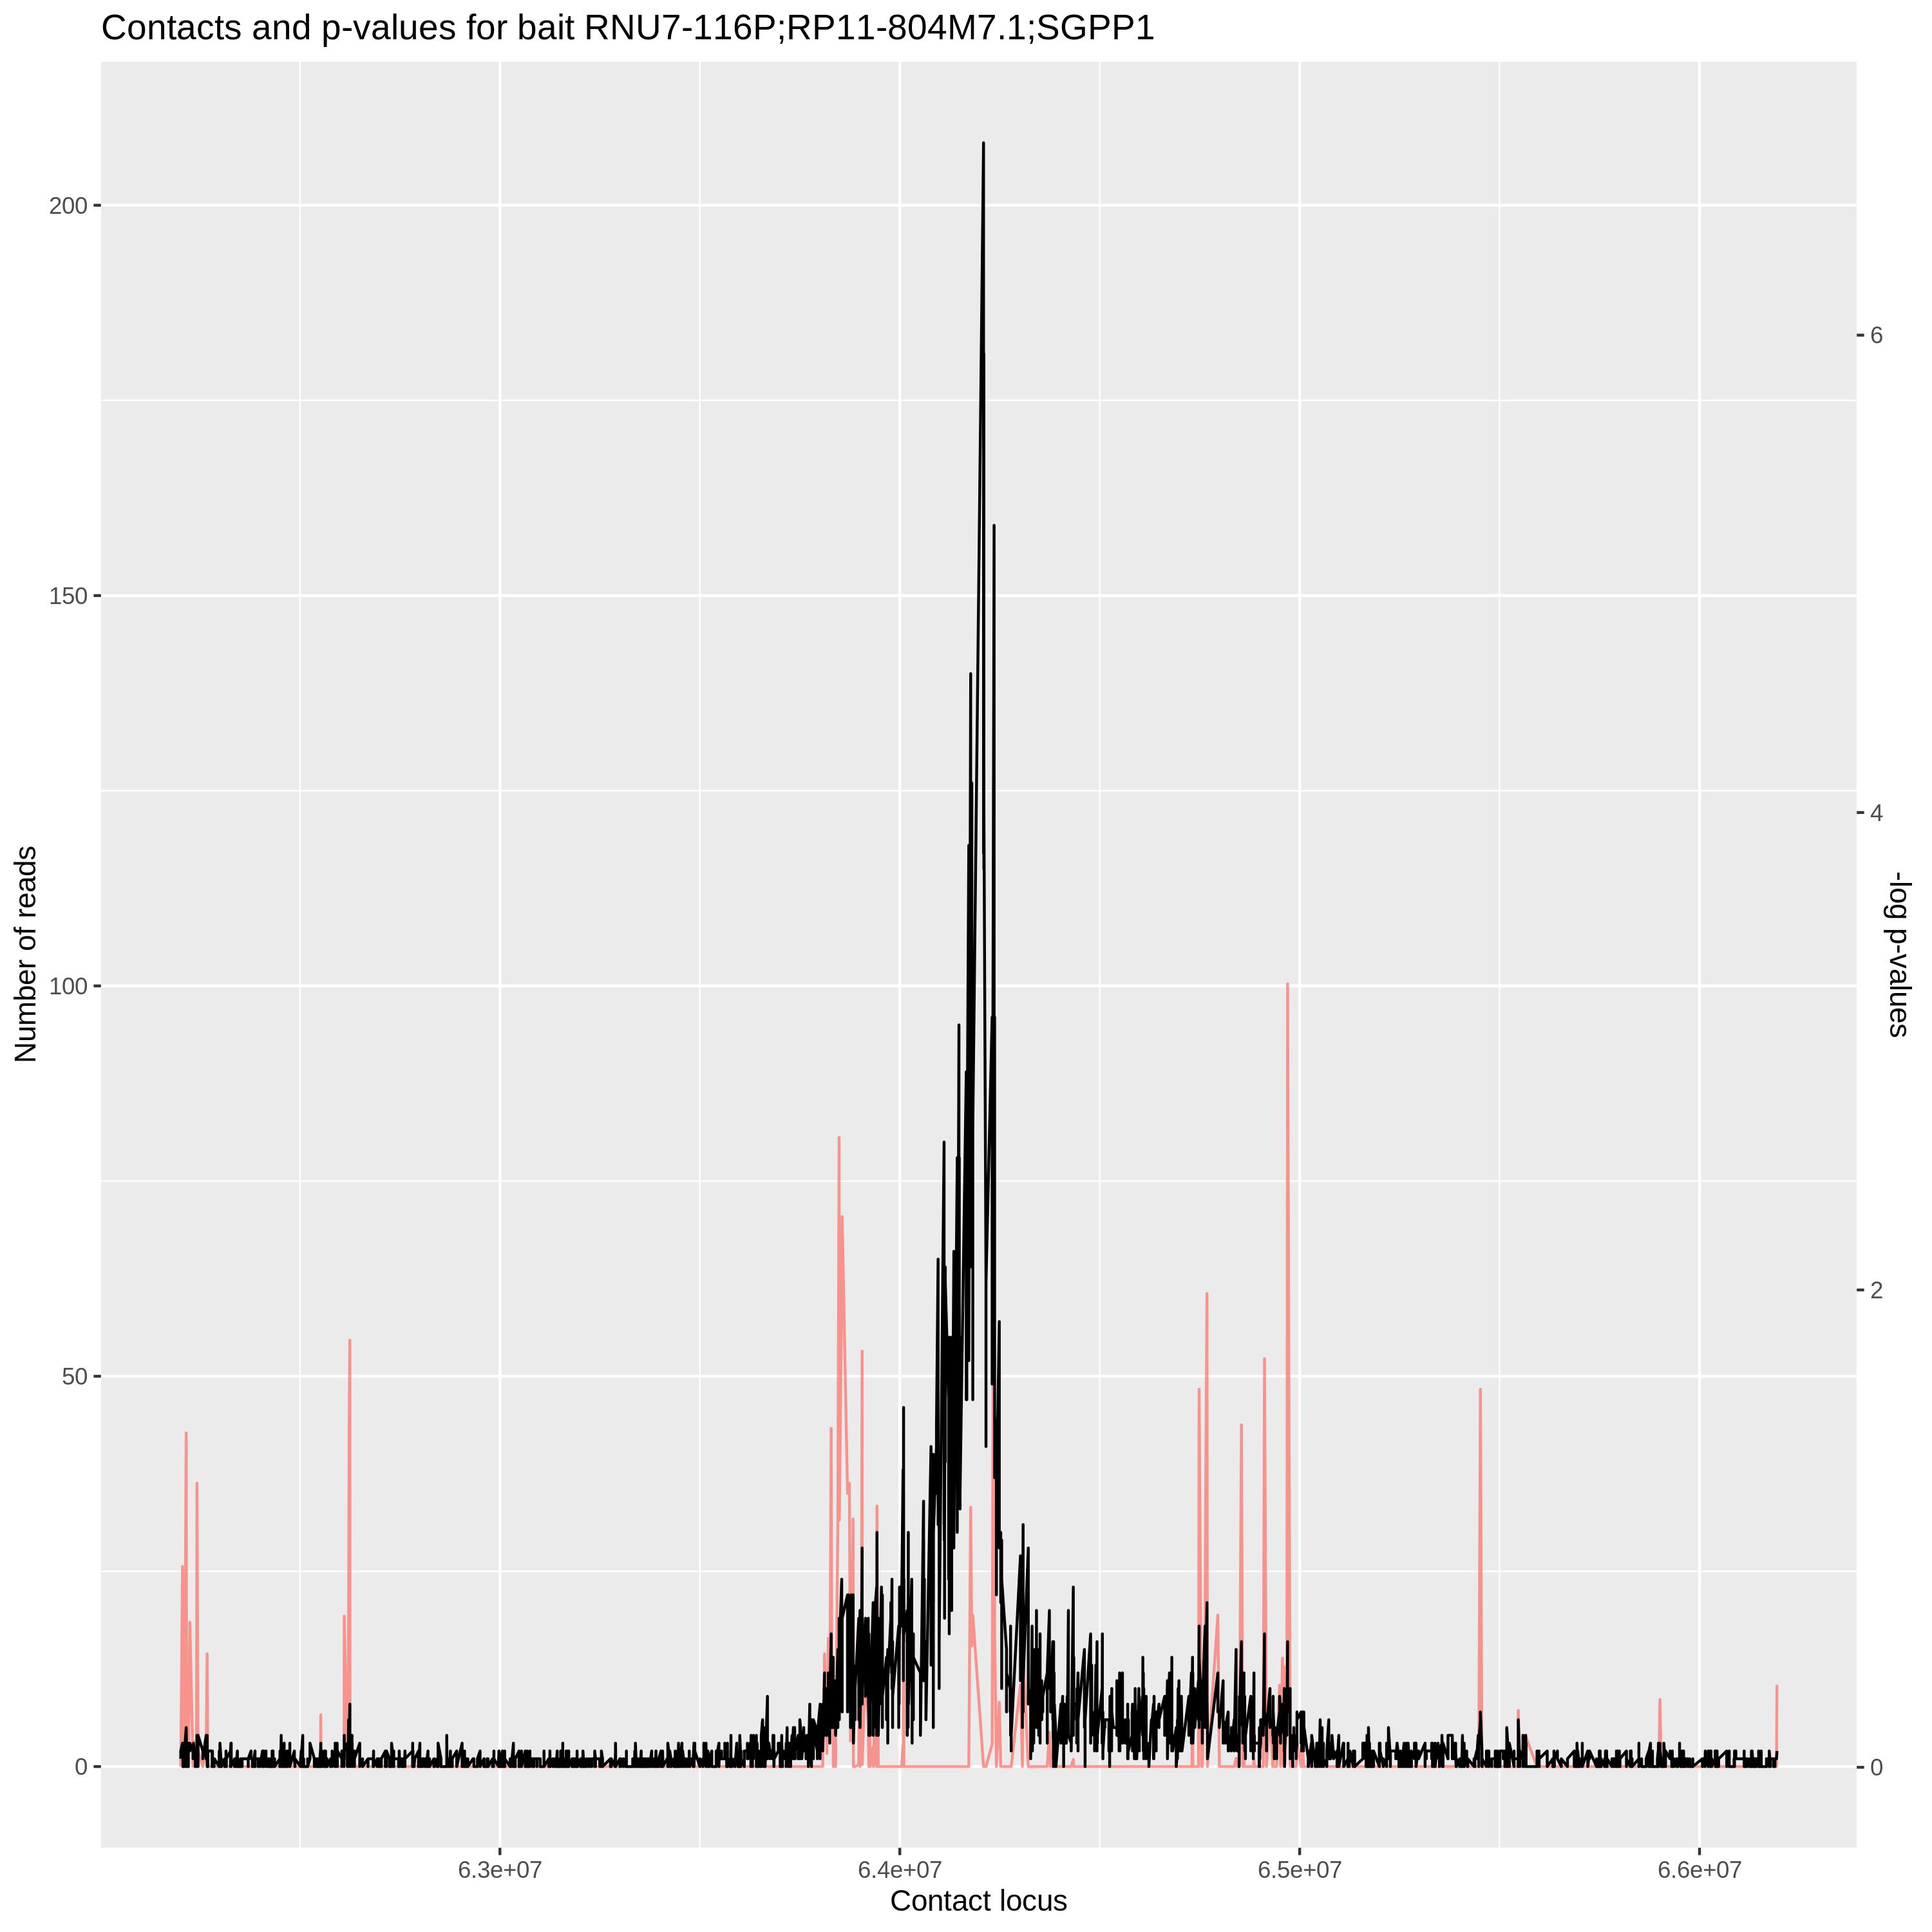 Contacts and p-values for bait RNU7-116P;RP11-804M7.1;SGPP1
Number of reads
200
150
100
50
0
6
4
2
0
-log p-values
6.3e+07
6.4e+07
6.5e+07
6.6e+07
Contact locus